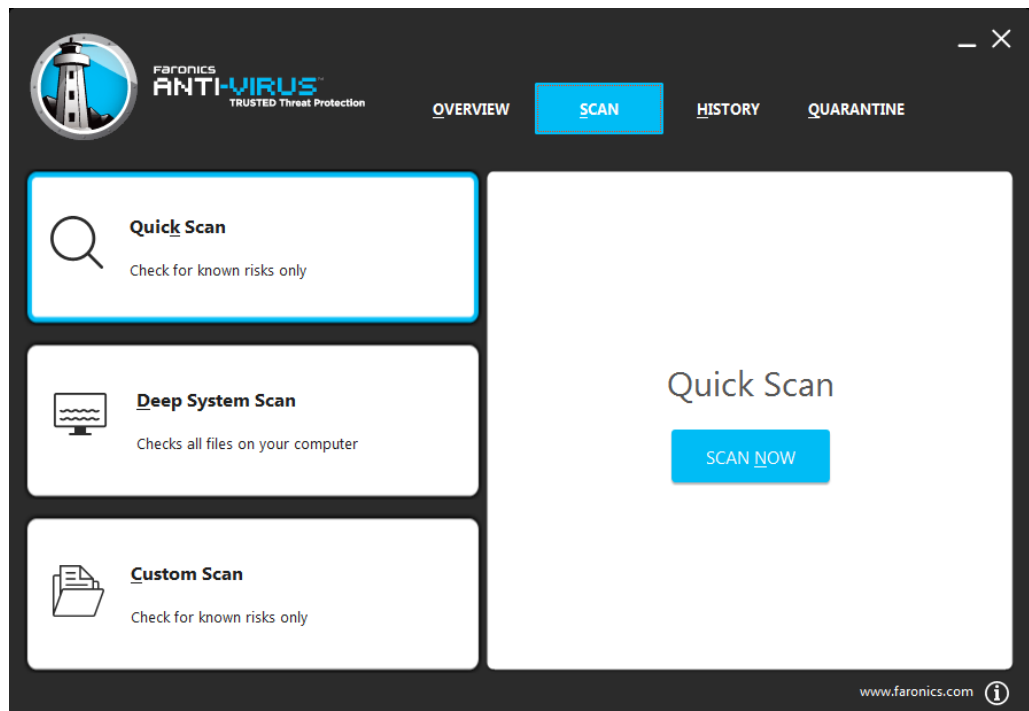 FaRONICS
ANTI-VIRUS™
TRUSTED Threat Protection
OVERVIEW
SCAN
HISTORY
QUARANTINE
Quick Scan
Check for known risks only
Deep System Scan
Checks all files on your computer
Custom Scan
Check for known risks only
Quick Scan
SCAN NOW
www.faronics.com